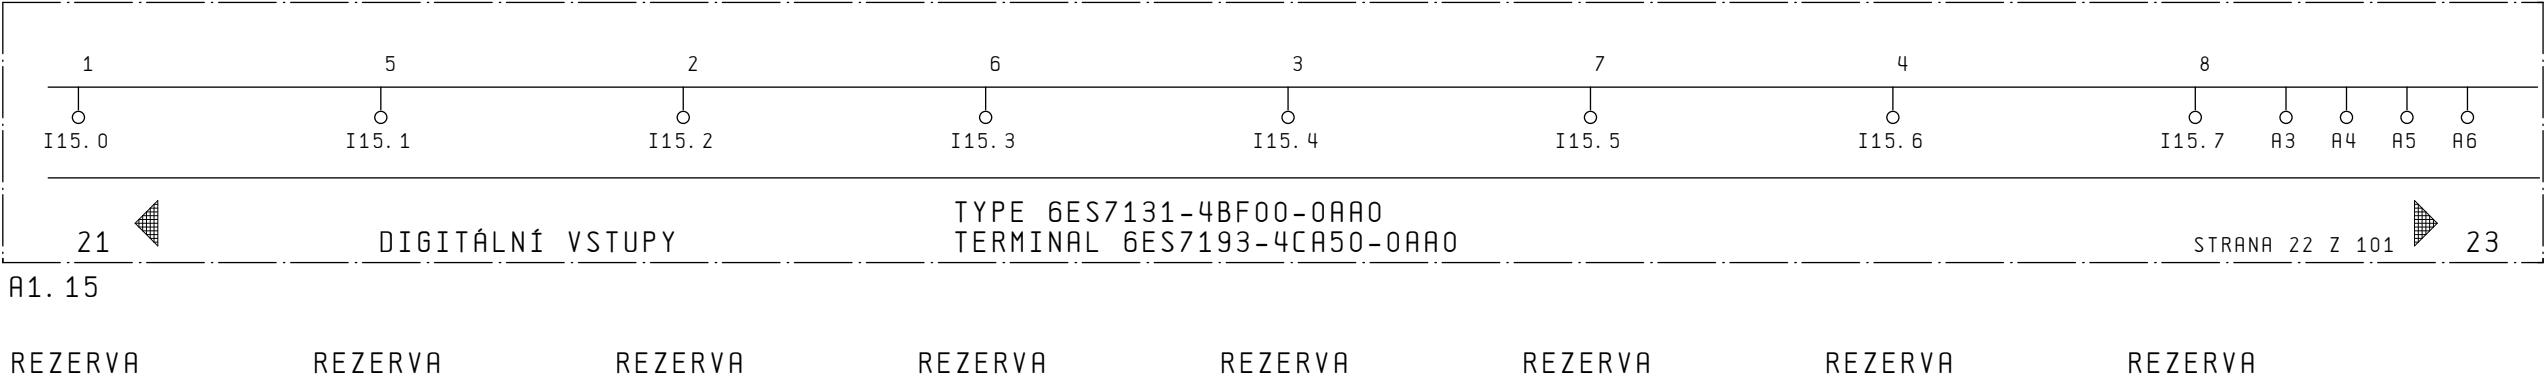 1 5 2 6 3 7 4 8
I15.0 I15.1 I15.2 I15.3 I15.4 I15.5 I15.6 I15.7 A3 A4 A5 A6
TYPE 6ES7131-4BF00-0AA0
21 DIGITÁLNÍ VSTUPY TERMINAL 6ES7193-4CA50-0AA0 STRANA 22 Z 101 23
A1.15
REZERVA REZERVA REZERVA REZERVA REZERVA REZERVA REZERVA REZERVA